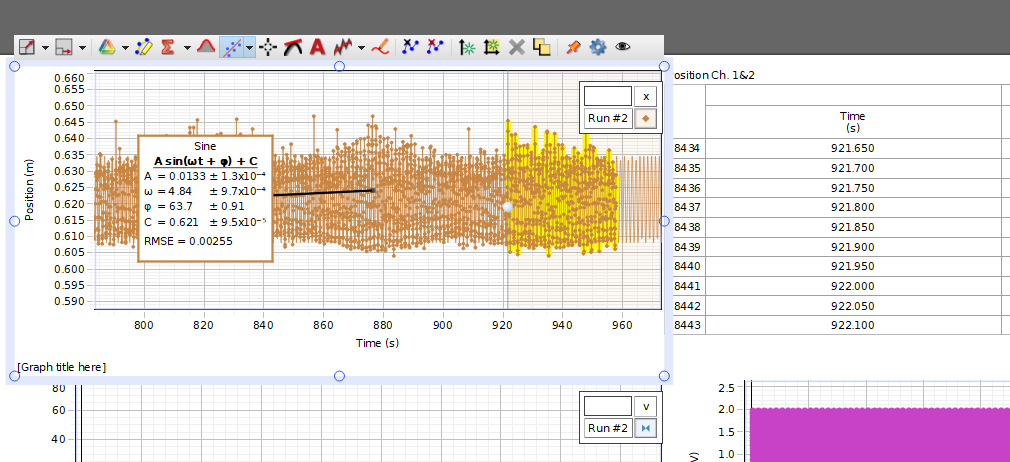 0.660
0.655
0.650
0.645
0.640
0.635
0.630
0.625
0.620
0.615
0.610
0.605
0.600
0.595
0.590
Position (m)
Sine
A sin(ωt + φ) + C
A = 0.0133 ± 1.3x10⁻⁴
ω = 4.84 ± 9.7x10⁻⁴
φ = 63.7 ± 0.91
C = 0.621 ± 9.5x10⁻⁵
RMSE = 0.00255
x
Run #2
800 820 840 860 880 900 920 940 960
Time (s)
[Graph title here]
80
60
40
v
Run #2
osition Ch. 1&2
Time
(s)
8434 921.650
8435 921.700
8436 921.750
8437 921.800
8438 921.850
8439 921.900
8440 921.950
8441 922.000
8442 922.050
8443 922.100
2.5
2.0
1.5
1.0
V)